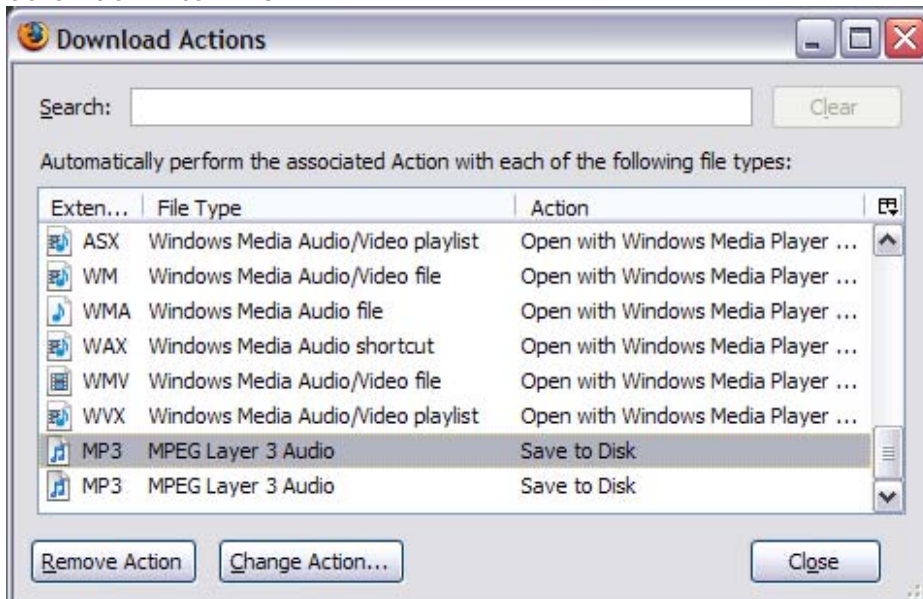 Download Actions
Search:
Clear
Automatically perform the associated Action with each of the following file types:
Exten... File Type Action
ASX Windows Media Audio/Video playlist Open with Windows Media Player ...
WM Windows Media Audio/Video file Open with Windows Media Player ...
WMA Windows Media Audio file Open with Windows Media Player ...
WAX Windows Media Audio shortcut Open with Windows Media Player ...
WMV Windows Media Audio/Video file Open with Windows Media Player ...
WVX Windows Media Audio/Video playlist Open with Windows Media Player ...
MP3 MPEG Layer 3 Audio Save to Disk
MP3 MPEG Layer 3 Audio Save to Disk
Remove Action Change Action... Close